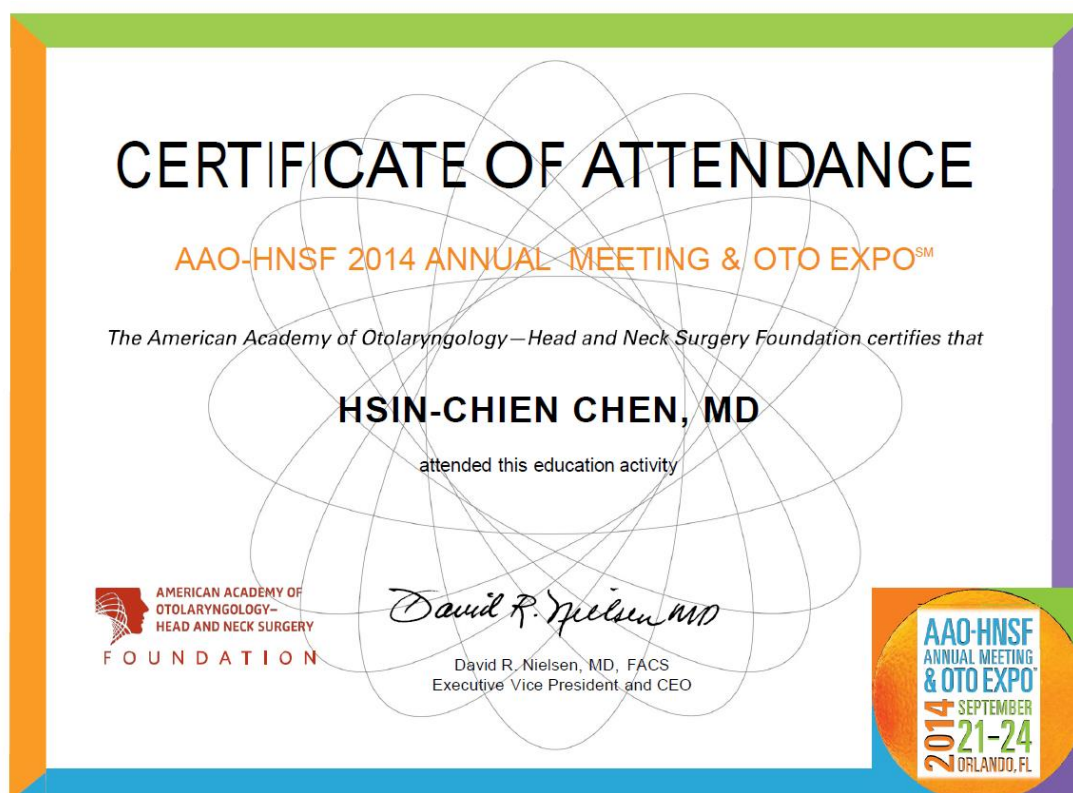 CERTIFICATE OF ATTENDANCE
AAO-HNSF 2014 ANNUAL MEETING & OTO EXPO℠
The American Academy of Otolaryngology—Head and Neck Surgery Foundation certifies that
HSIN-CHIEN CHEN, MD
attended this education activity
AMERICAN ACADEMY OF
OTOLARYNGOLOGY–
HEAD AND NECK SURGERY
FOUNDATION
David R. Nielsen MD
David R. Nielsen, MD, FACS
Executive Vice President and CEO
AAO-HNSF
ANNUAL MEETING
& OTO EXPO℠
2014
SEPTEMBER
21–24
ORLANDO, FL